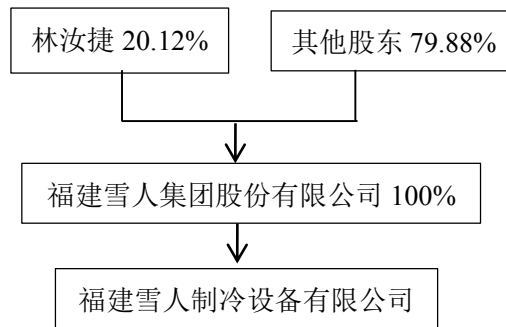 林汝捷 20.12%
其他股东 79.88%
福建雪人集团股份有限公司 100%
福建雪人制冷设备有限公司